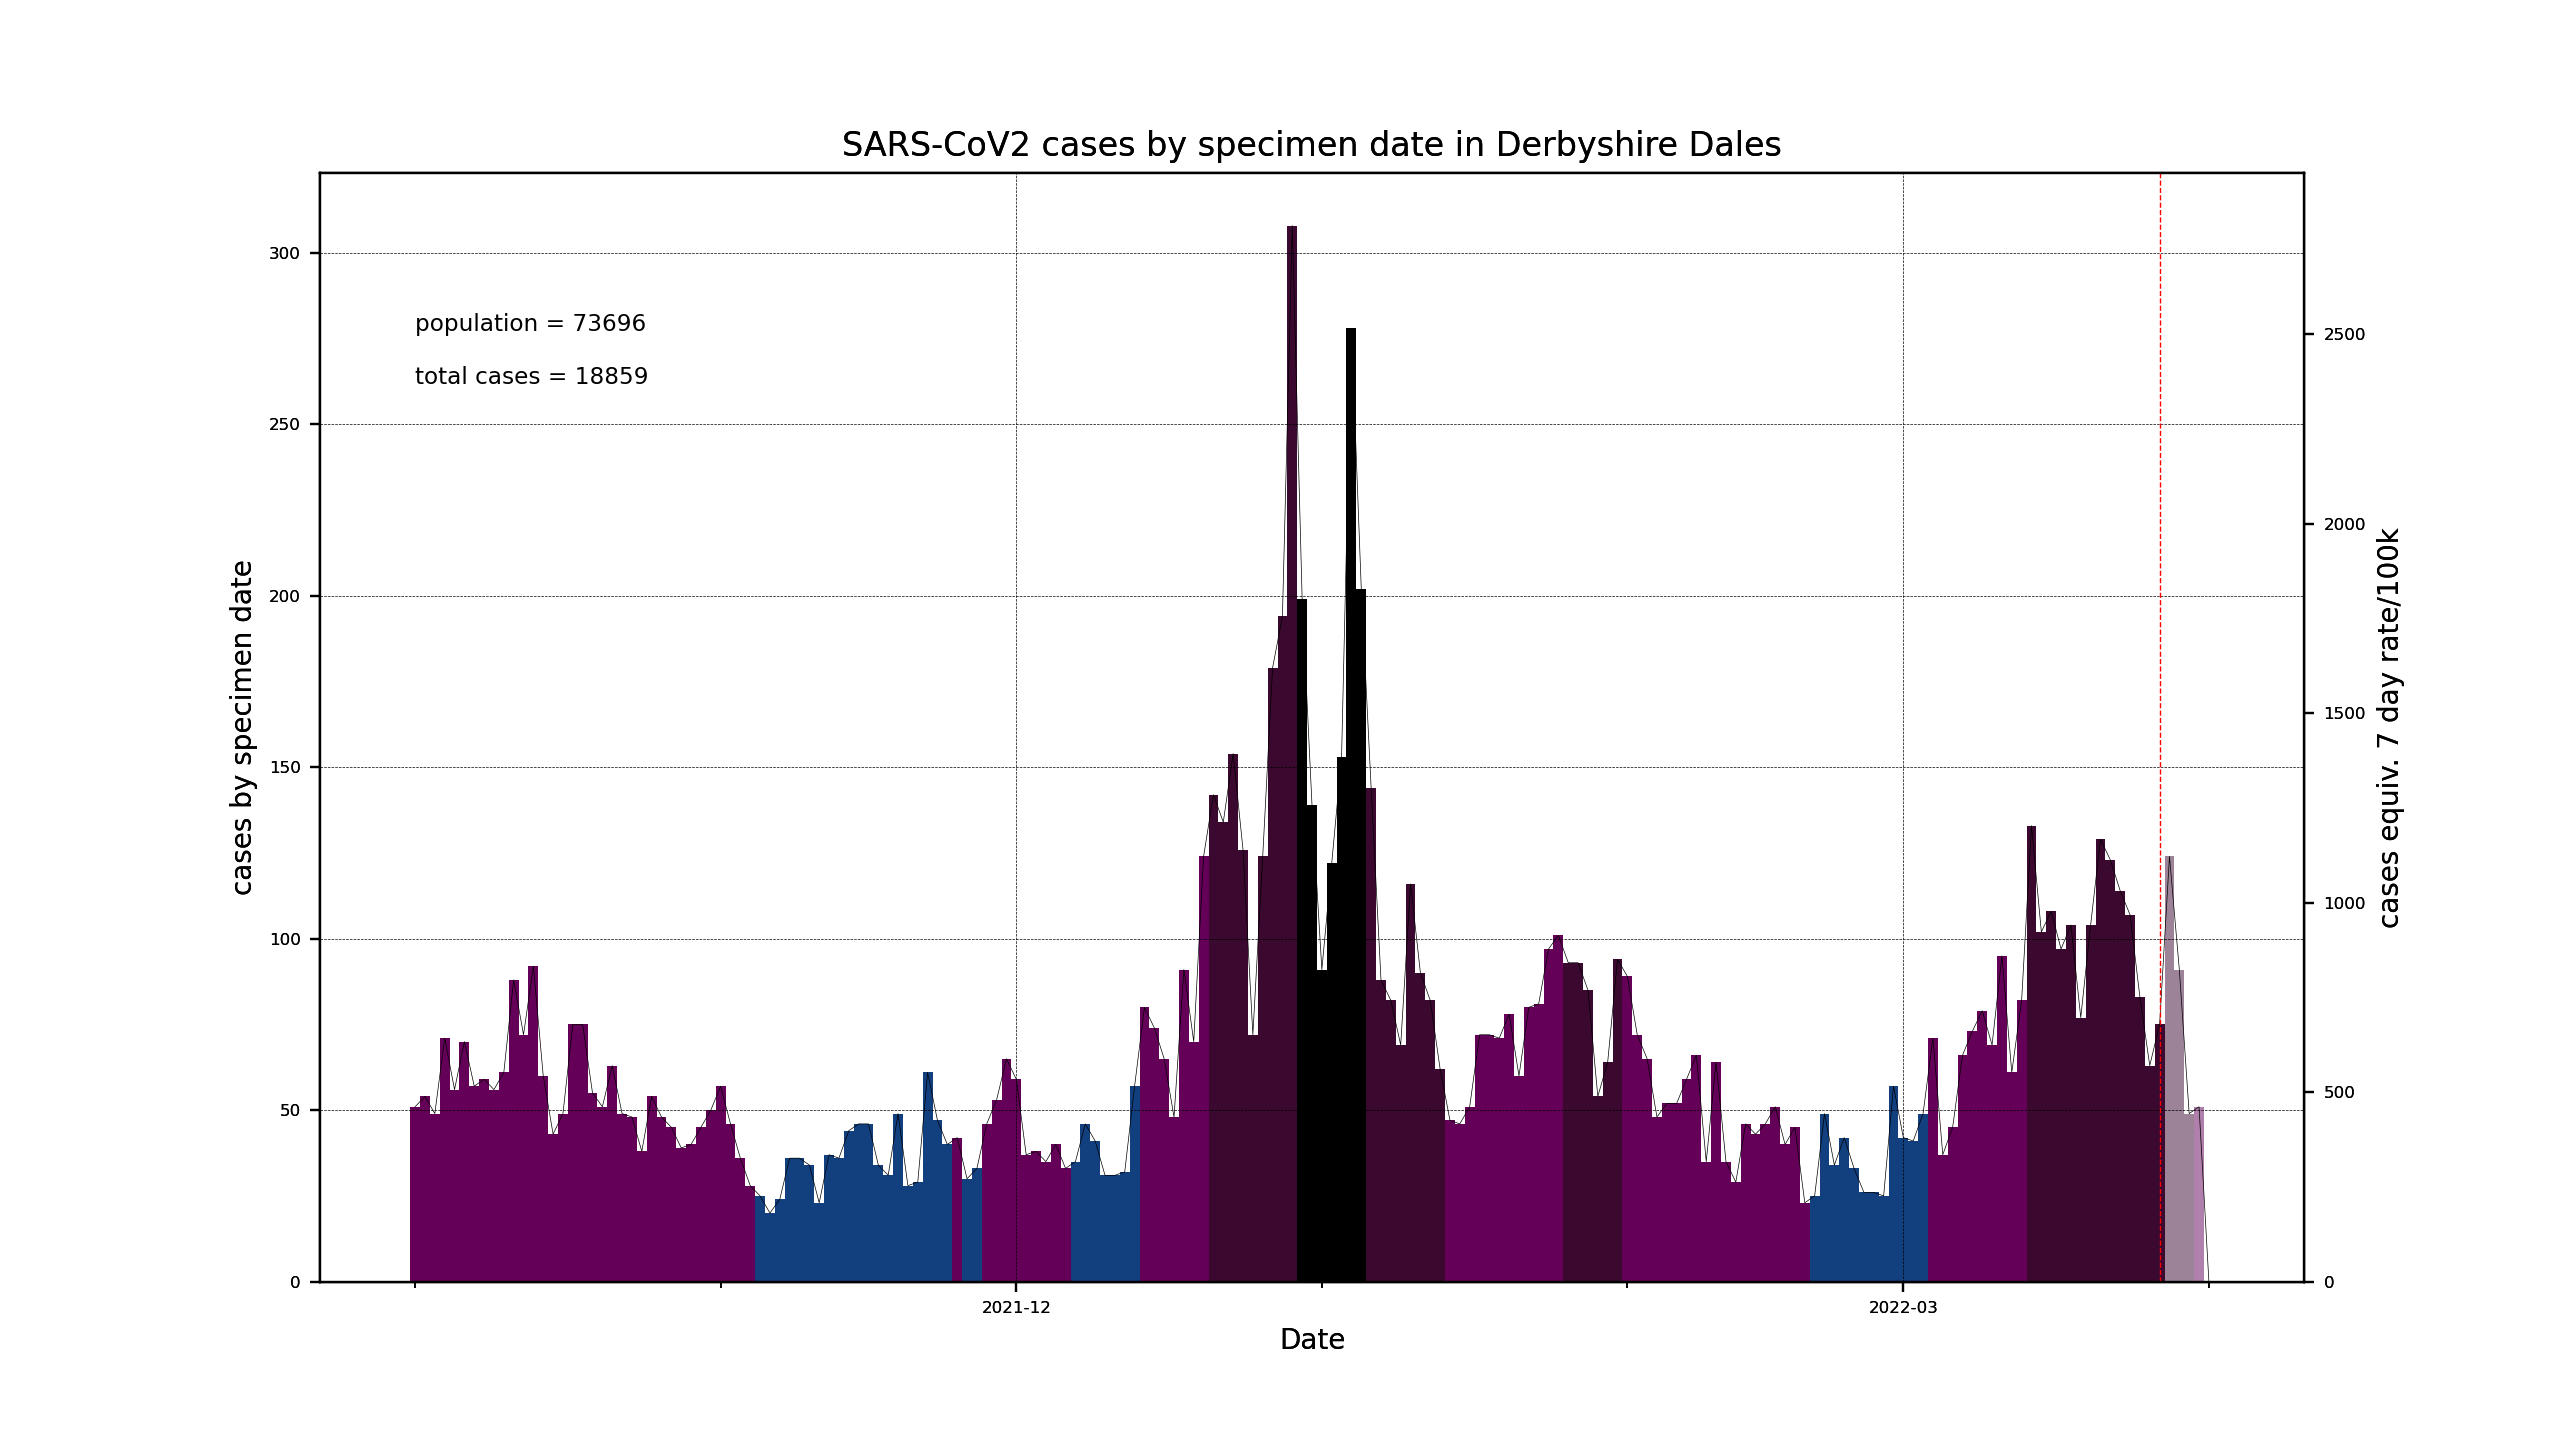 SARS-CoV2 cases by specimen date in Derbyshire Dales
population = 73696
total cases = 18859
cases by specimen date
300
250
200
150
100
50
0
2500
2000
1500
1000
500
0
cases equiv. 7 day rate/100k
2021-12
2022-03
Date